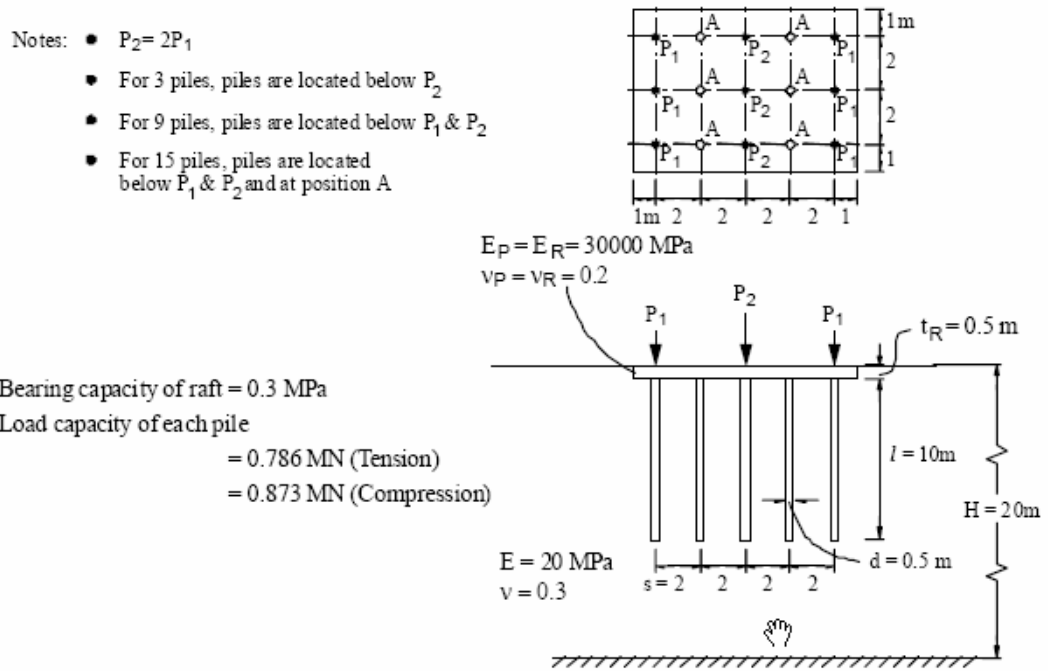 Notes: • P2= 2P1
• For 3 piles, piles are located below P2
• For 9 piles, piles are located below P1 & P2
• For 15 piles, piles are located
below P1 & P2 and at position A
A A 1m
P1 P2 P1
2
A A
P1 P2 P1
2
A A
P1 P2 P1 1
1m 2 2 2 2 1
EP = ER= 30000 MPa
νP = νR = 0.2
P1 P2 P1
tR = 0.5 m
Bearing capacity of raft = 0.3 MPa
Load capacity of each pile
= 0.786 MN (Tension)
= 0.873 MN (Compression)
l = 10m
H = 20m
E = 20 MPa
ν = 0.3
s = 2 2 2 2
d = 0.5 m